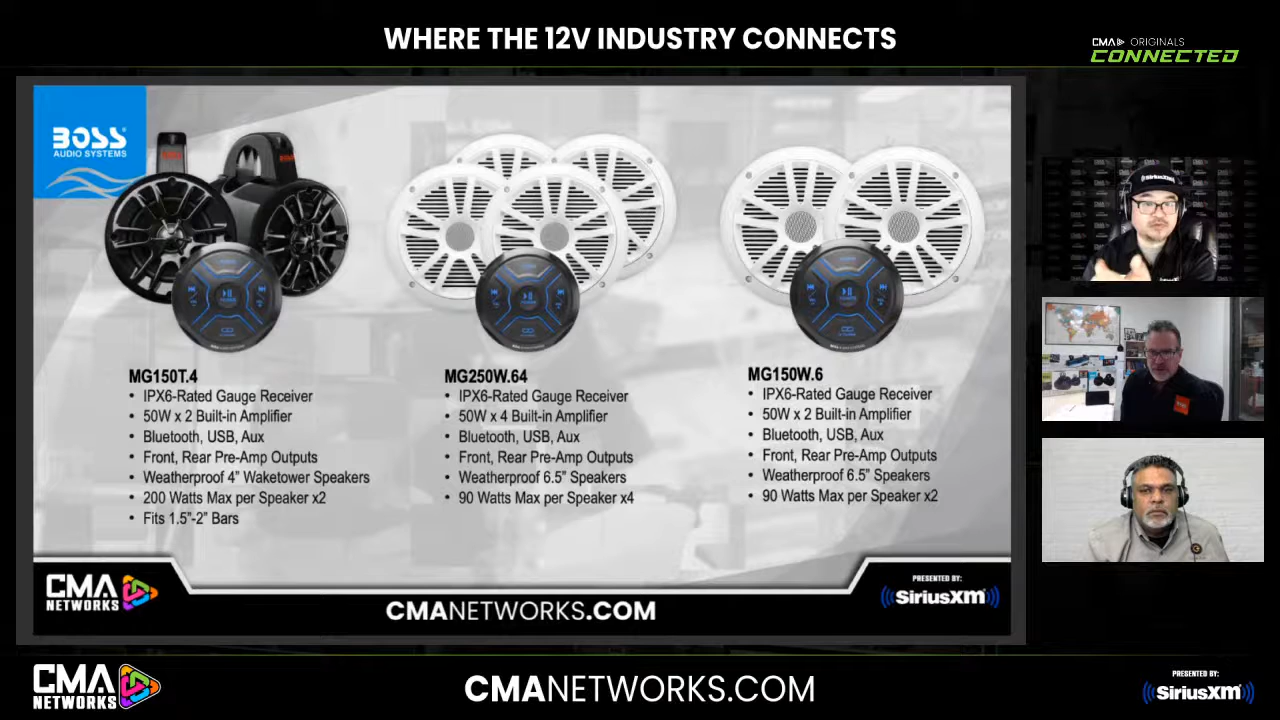 WHERE THE 12V INDUSTRY CONNECTS
CMA ORIGINALS
CONNECTED
BOSS
AUDIO SYSTEMS
MG150T.4
• IPX6-Rated Gauge Receiver
• 50W x 2 Built-in Amplifier
• Bluetooth, USB, Aux
• Front, Rear Pre-Amp Outputs
• Weatherproof 4” Waketower Speakers
• 200 Watts Max per Speaker x2
• Fits 1.5”-2” Bars
MG250W.64
• IPX6-Rated Gauge Receiver
• 50W x 4 Built-in Amplifier
• Bluetooth, USB, Aux
• Front, Rear Pre-Amp Outputs
• Weatherproof 6.5” Speakers
• 90 Watts Max per Speaker x4
MG150W.6
• IPX6-Rated Gauge Receiver
• 50W x 2 Built-in Amplifier
• Bluetooth, USB, Aux
• Front, Rear Pre-Amp Outputs
• Weatherproof 6.5” Speakers
• 90 Watts Max per Speaker x2
CMA
NETWORKS
CMANETWORKS.COM
PRESENTED BY:
SiriusXM
CMA
NETWORKS
CMANETWORKS.COM
PRESENTED BY:
SiriusXM